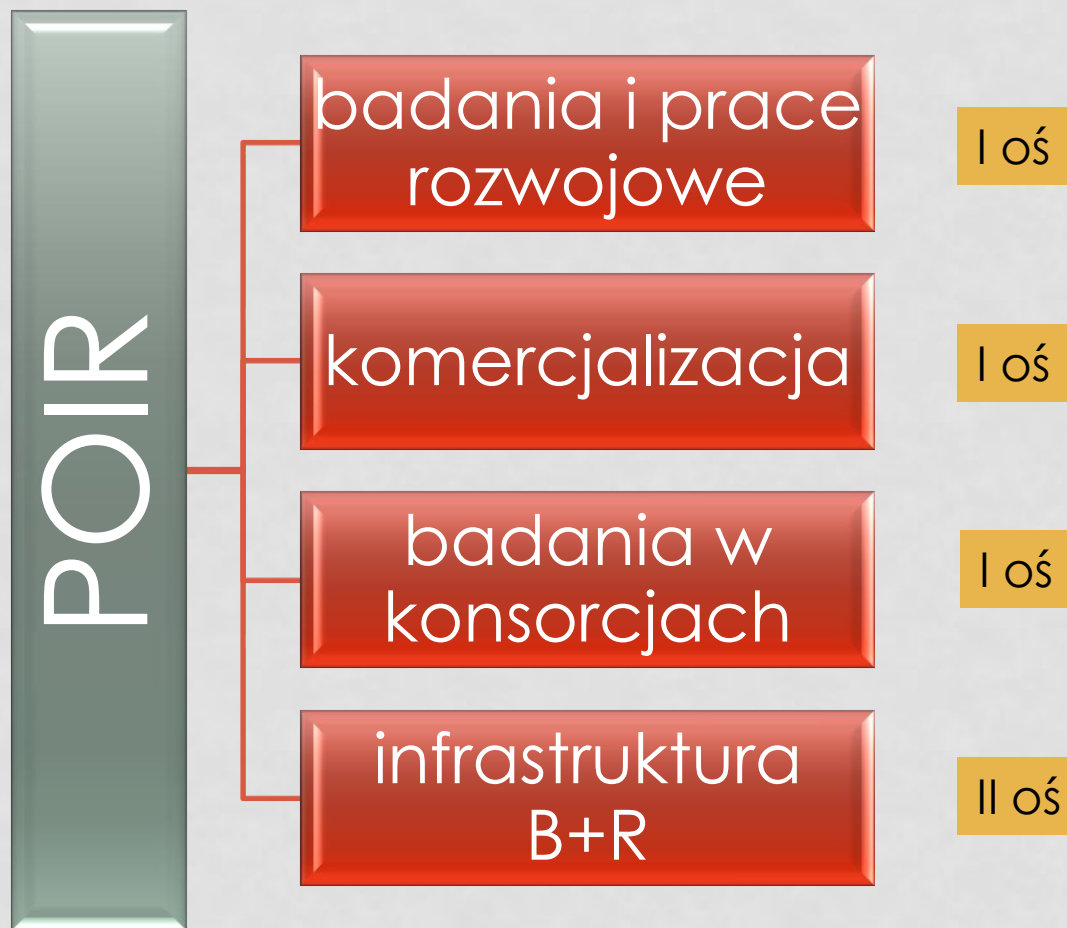 POIR
badania i prace
rozwojowe
I oś
komercjalizacja
I oś
badania w
konsorcjach
I oś
infrastruktura
B+R
II oś